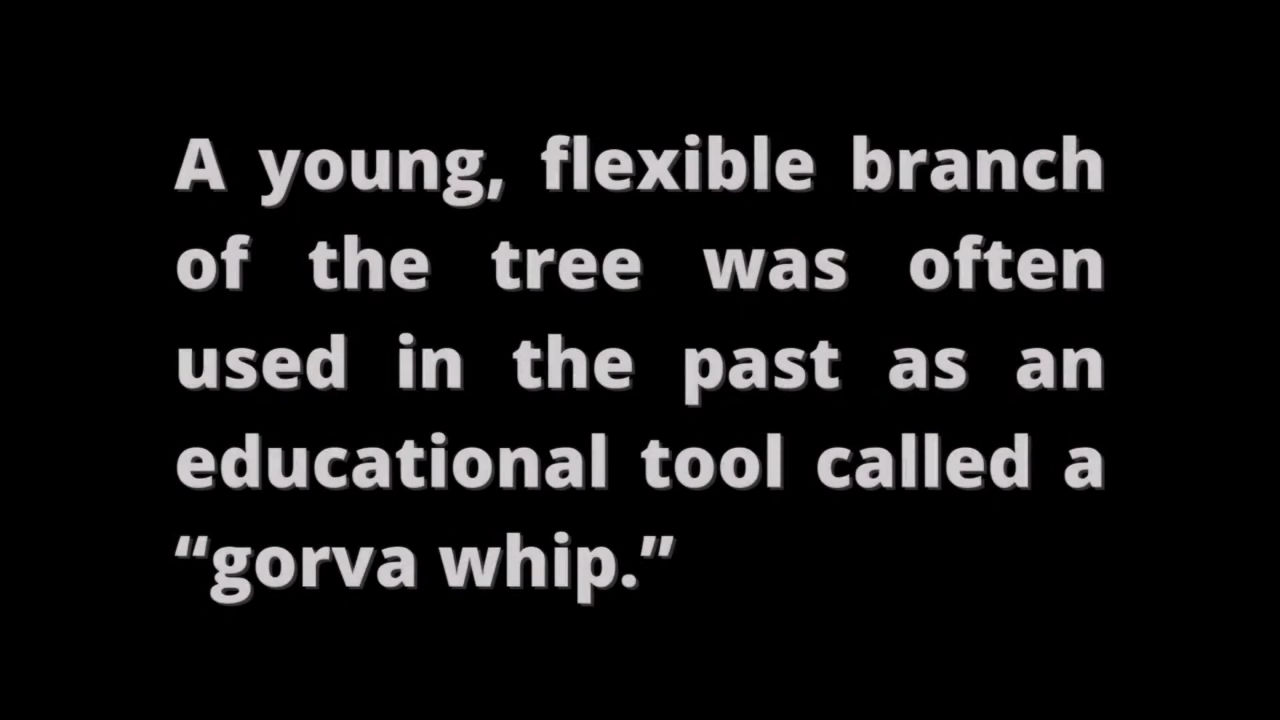 A young, flexible branch
of the tree was often
used in the past as an
educational tool called a
“gorva whip.”